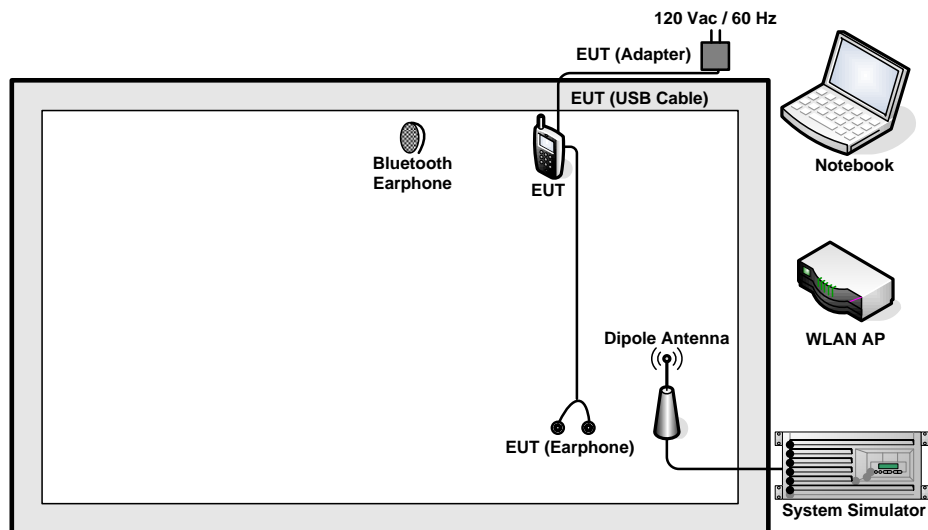 120 Vac / 60 Hz
EUT (Adapter)
EUT (USB Cable)
Bluetooth
Earphone
EUT
Notebook
WLAN AP
Dipole Antenna
EUT (Earphone)
System Simulator